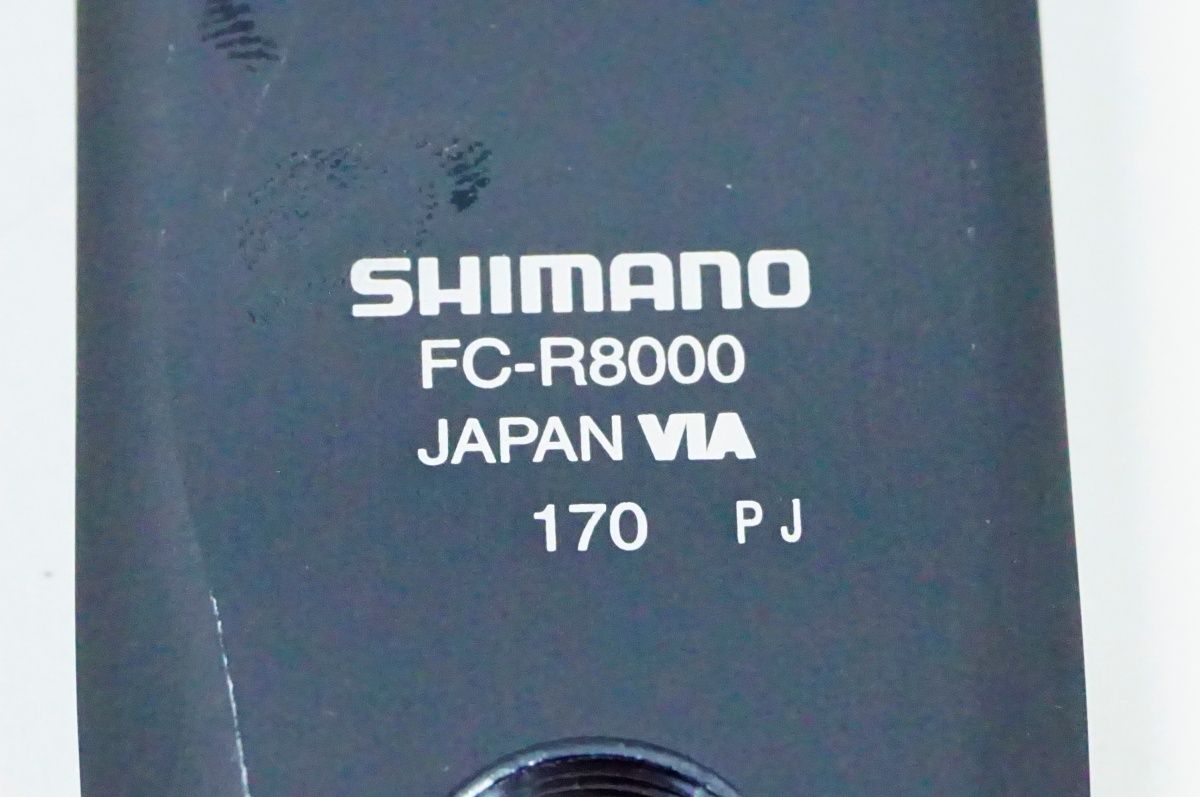 SHIMANO
FC-R8000
JAPAN VIA
170 PJ